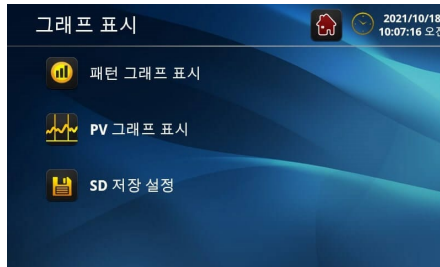 그래프 표시
2021/10/18
10:07:16 오전
패턴 그래프 표시
PV 그래프 표시
SD 저장 설정